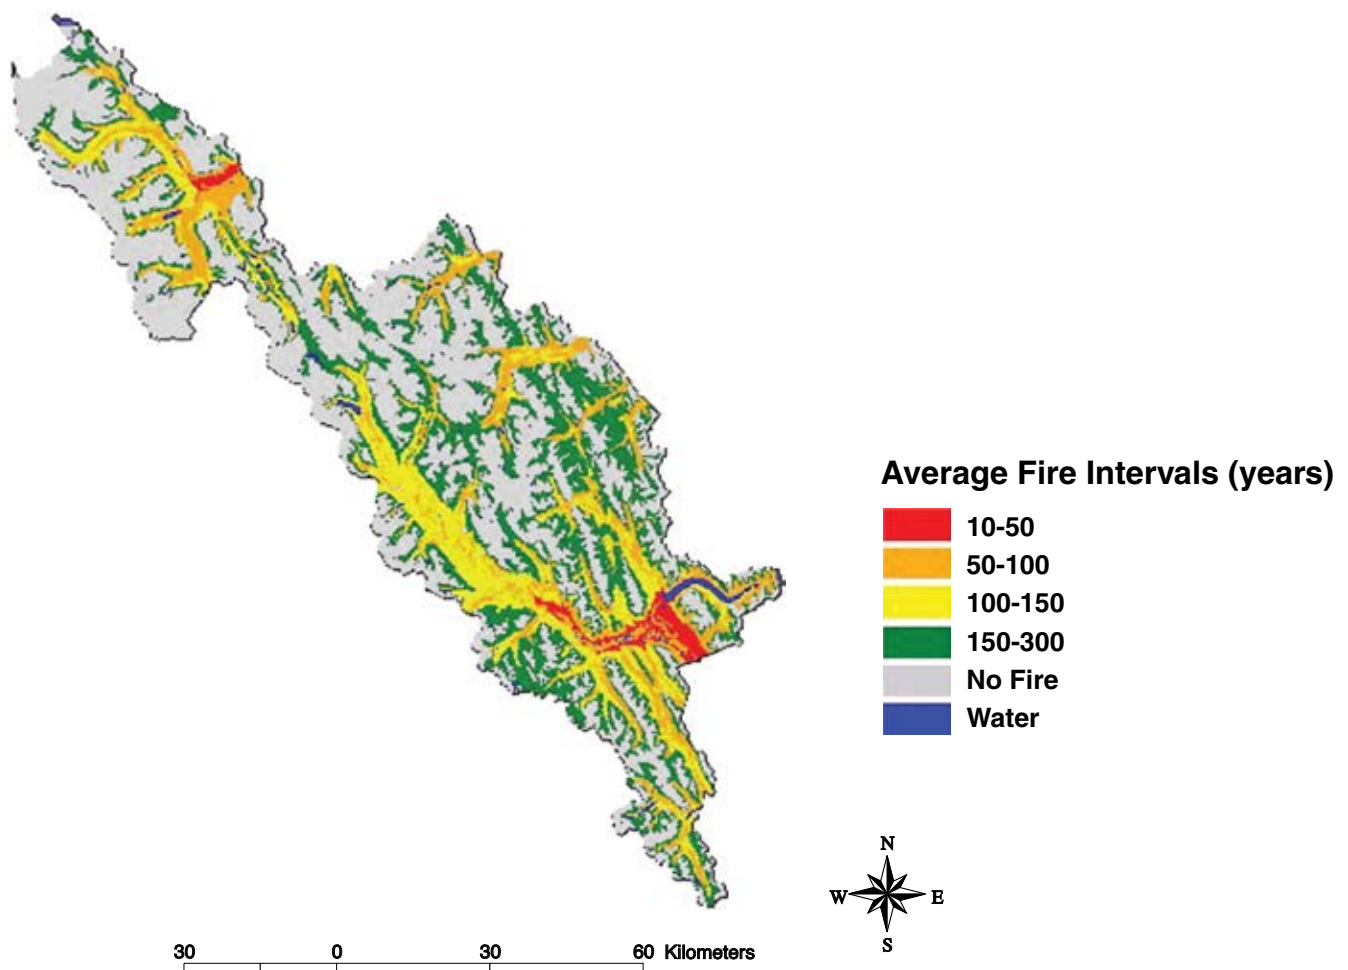 Average Fire Intervals (years)
10-50
50-100
100-150
150-300
No Fire
Water
N
W E
S
30 0 30 60 Kilometers